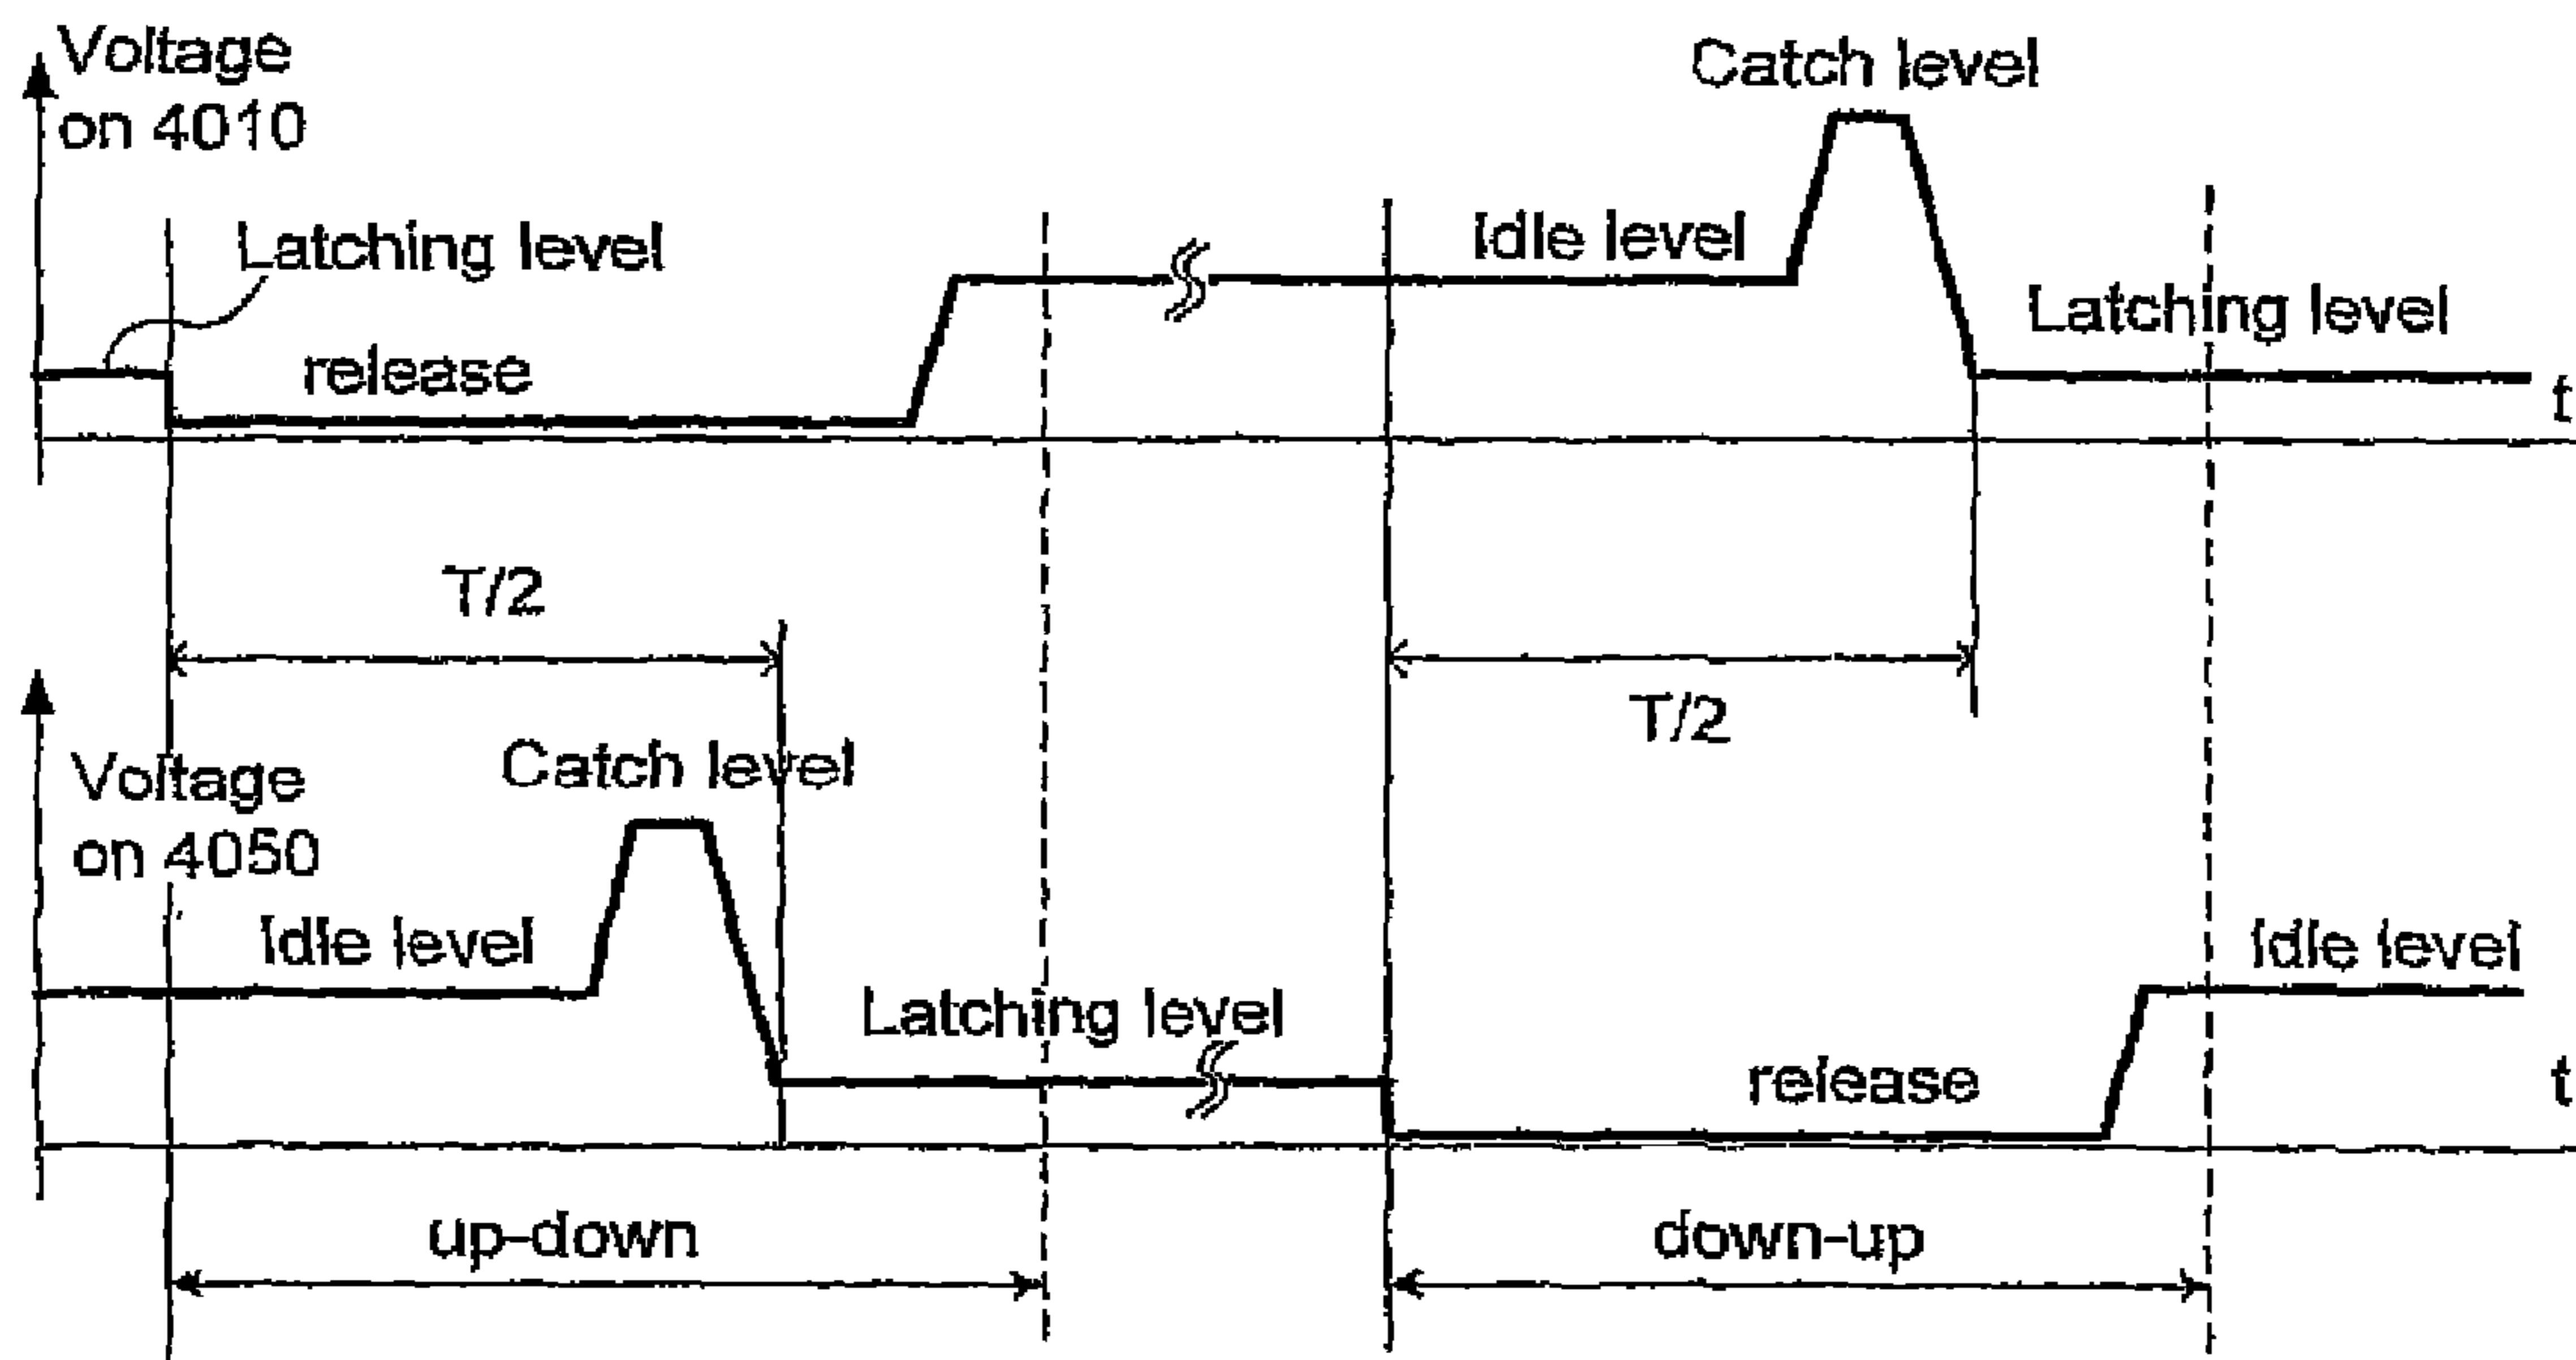 Voltage
on 4010
Catch level
Latching level
Idle level
Latching level
release
t
T/2
T/2
Voltage
on 4050
Catch level
Idle level
Latching level
Idle level
release
t
up-down
down-up